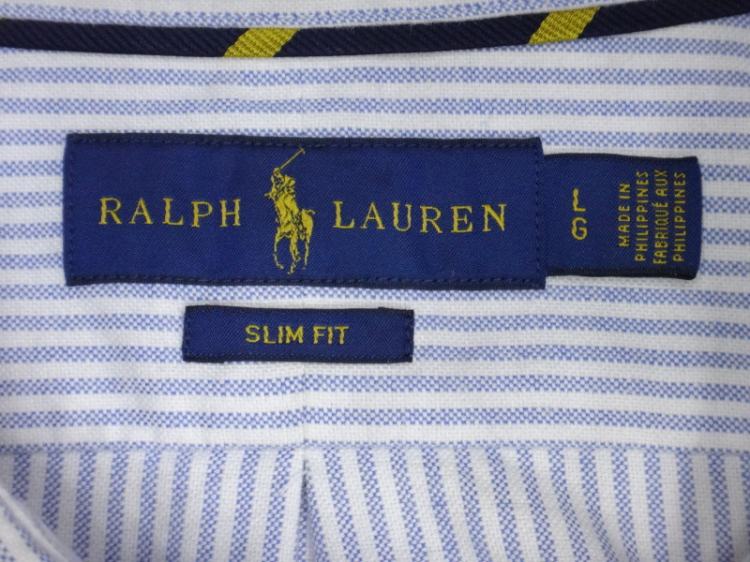 RALPH LAUREN
L
G
MADE IN
PHILIPPINES
FABRIQUÉ AUX
PHILIPPINES
SLIM FIT